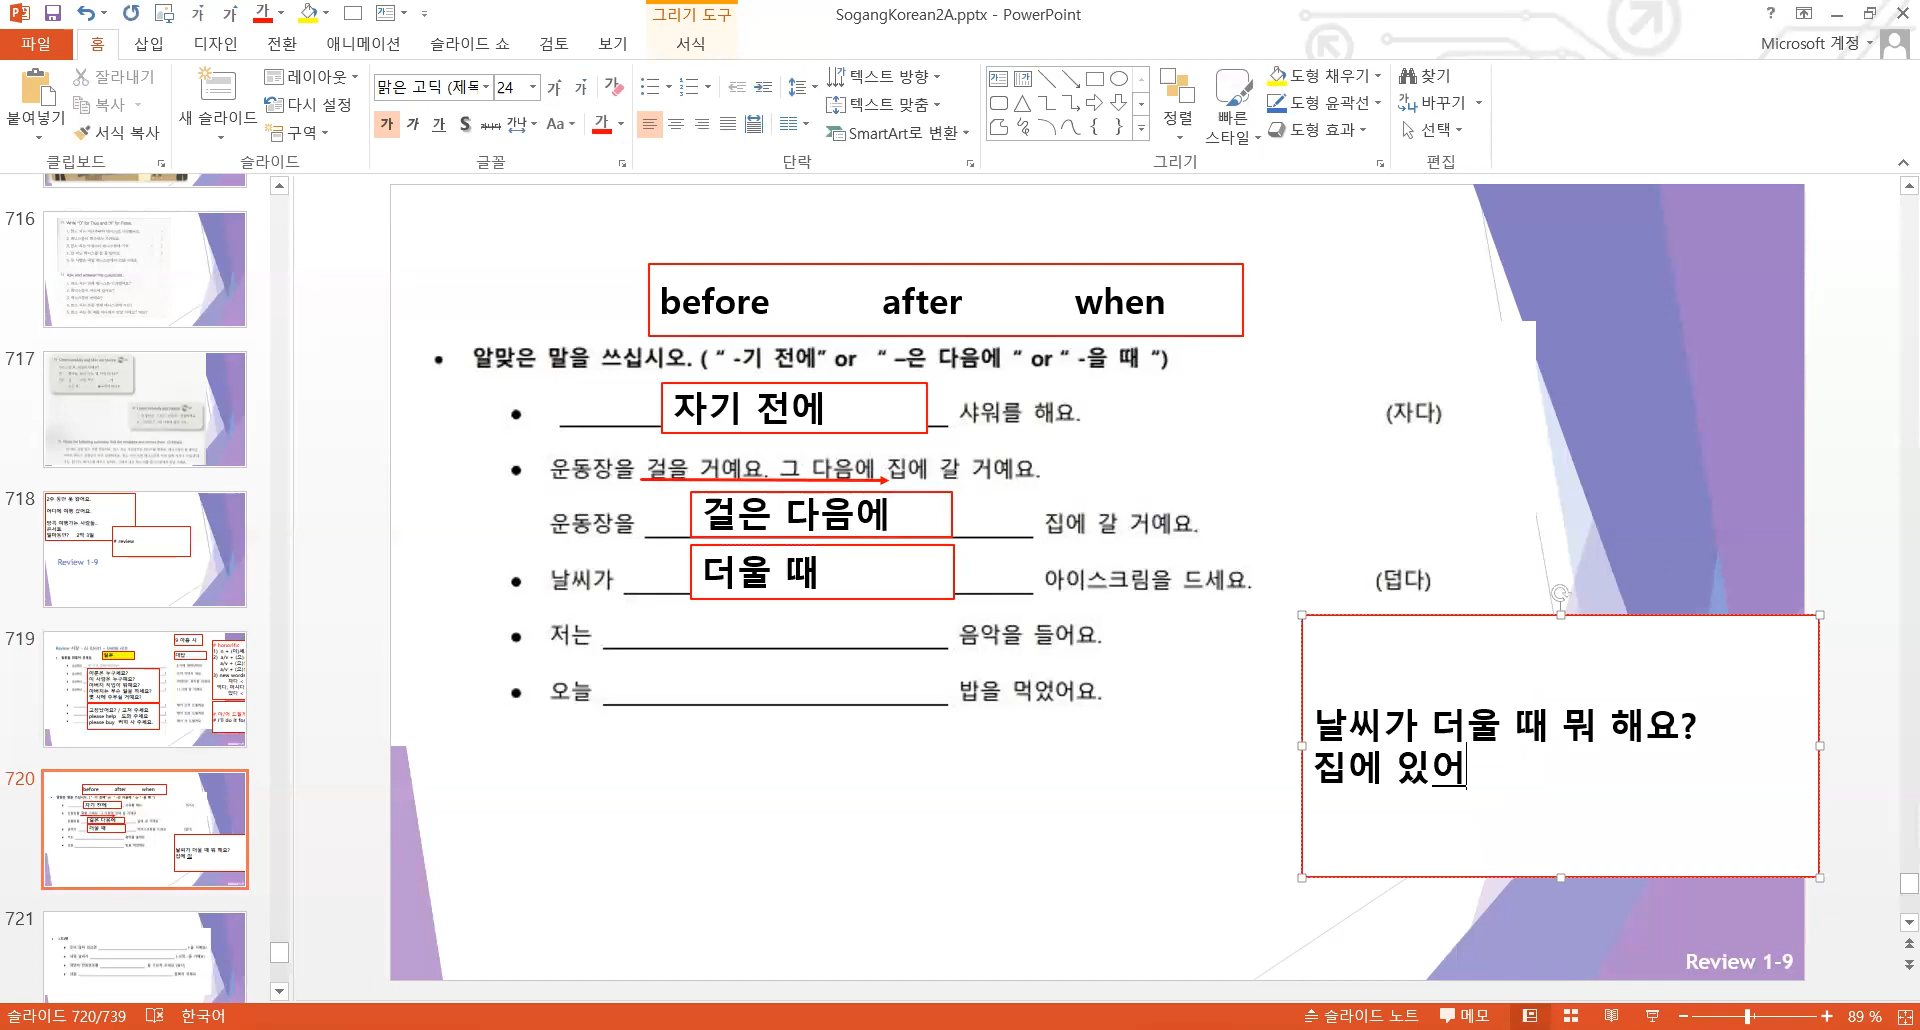 그리기 도구
SogangKorean2A.pptx - PowerPoint
파일 홈 삽입 디자인 전환 애니메이션 슬라이드 쇼 검토 보기 서식
Microsoft 계정
붙여넣기
잘라내기
복사
서식 복사
클립보드
새 슬라이드
레이아웃
다시 설정
구역
슬라이드
맑은 고딕 (제목 24
글꼴
텍스트 방향
텍스트 맞춤
SmartArt로 변환
단락
정렬
빠른 스타일
도형 채우기
도형 윤곽선
도형 효과
그리기
찾기
바꾸기
선택
편집
716
717
718
Review 1-9
719
720
721
before after when
알맞은 말을 쓰십시오. ( “ -기 전에” or “ –은 다음에 “ or “ -을 때 “)
자기 전에 샤워를 해요. (자다)
운동장을 걸을 거예요. 그 다음에 집에 갈 거예요.
운동장을 걸은 다음에 집에 갈 거예요.
날씨가 더울 때 아이스크림을 드세요. (덥다)
저는 음악을 들어요.
오늘 밥을 먹었어요.
날씨가 더울 때 뭐 해요?
집에 있어
Review 1-9
슬라이드 720/739 한국어
슬라이드 노트 메모 89 %